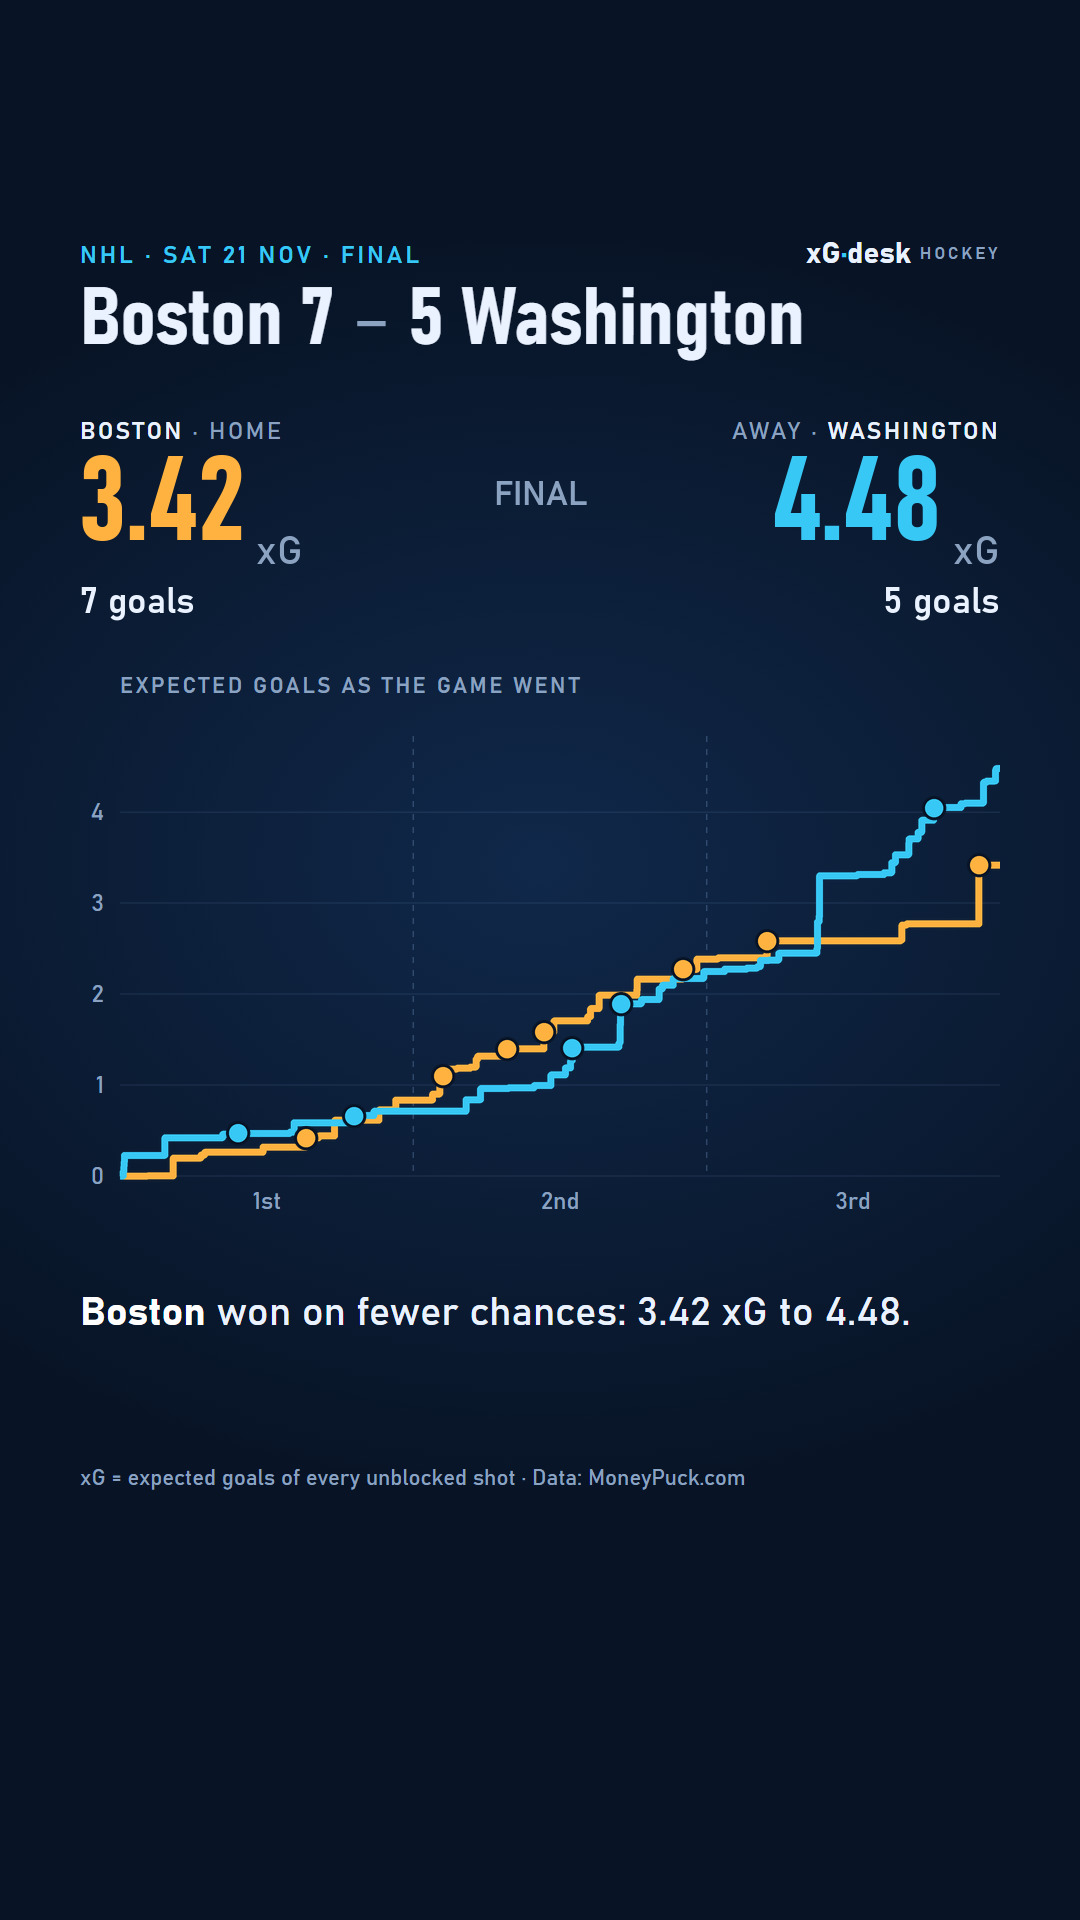 NHL · SAT 21 NOV · FINAL
xG·desk HOCKEY
Boston 7 – 5 Washington
BOSTON · HOME
AWAY · WASHINGTON
3.42 xG
FINAL
4.48 xG
7 goals
5 goals
EXPECTED GOALS AS THE GAME WENT
4
3
2
1
0
1st
2nd
3rd
Boston won on fewer chances: 3.42 xG to 4.48.
xG = expected goals of every unblocked shot · Data: MoneyPuck.com